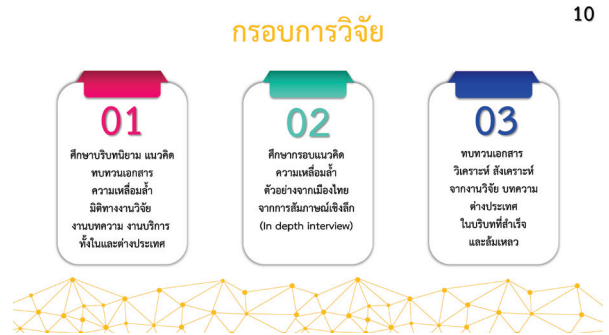 10
กรอบการวิจัย
01
ศึกษาบริบทนิยาม แนวคิด
ทบทวนเอกสาร
ความเหลื่อมล้ำ
มิติทางงานวิจัย
งานบทความ งานบริการ
ทั้งในและต่างประเทศ
02
ศึกษากรอบแนวคิด
ความเหลื่อมล้ำ
ตัวอย่างจากเมืองไทย
จากการสัมภาษณ์เชิงลึก
(In depth interview)
03
ทบทวนเอกสาร
วิเคราะห์ สังเคราะห์
จากงานวิจัย บทความ
ต่างประเทศ
ในบริบทที่สำเร็จ
และล้มเหลว